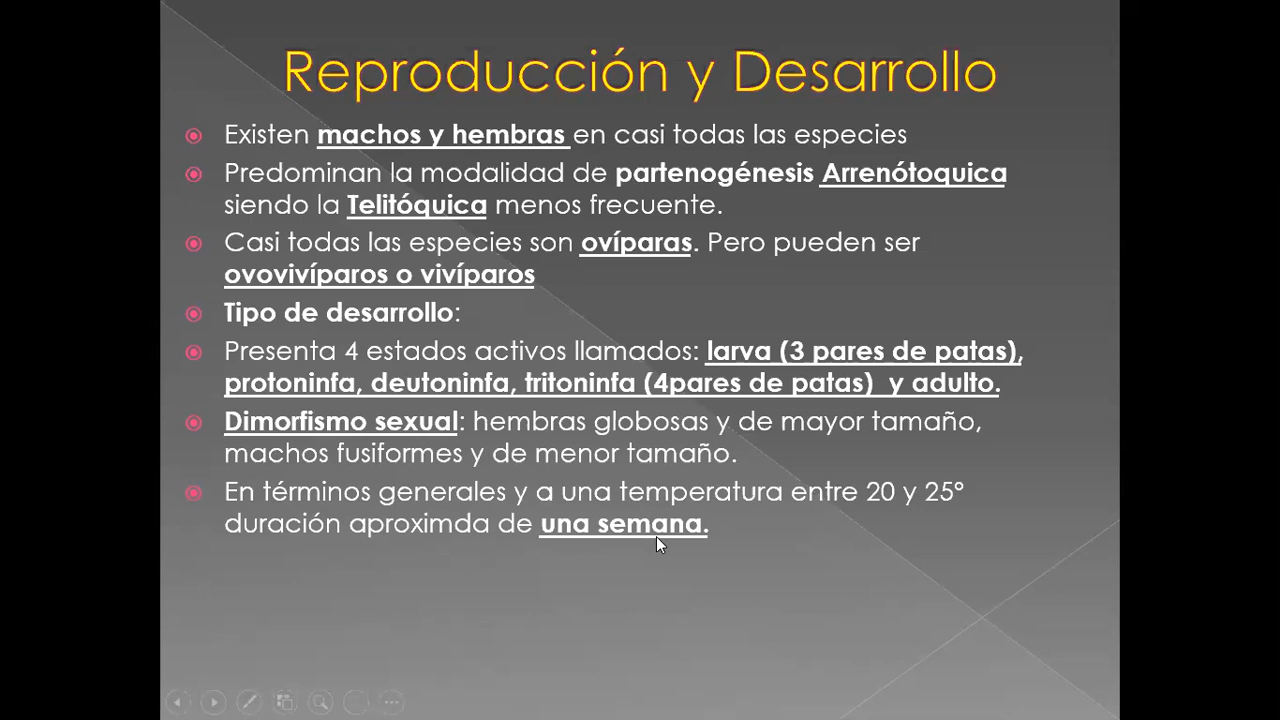 Reproducción y Desarrollo
Existen machos y hembras en casi todas las especies
Predominan la modalidad de partenogénesis Arrenótoquica
siendo la Telitóquica menos frecuente.
Casi todas las especies son ovíparas. Pero pueden ser
ovovivíparos o vivíparos
Tipo de desarrollo:
Presenta 4 estados activos llamados: larva (3 pares de patas),
protoninfa, deutoninfa, tritoninfa (4pares de patas) y adulto.
Dimorfismo sexual: hembras globosas y de mayor tamaño,
machos fusiformes y de menor tamaño.
En términos generales y a una temperatura entre 20 y 25°
duración aproximda de una semana.